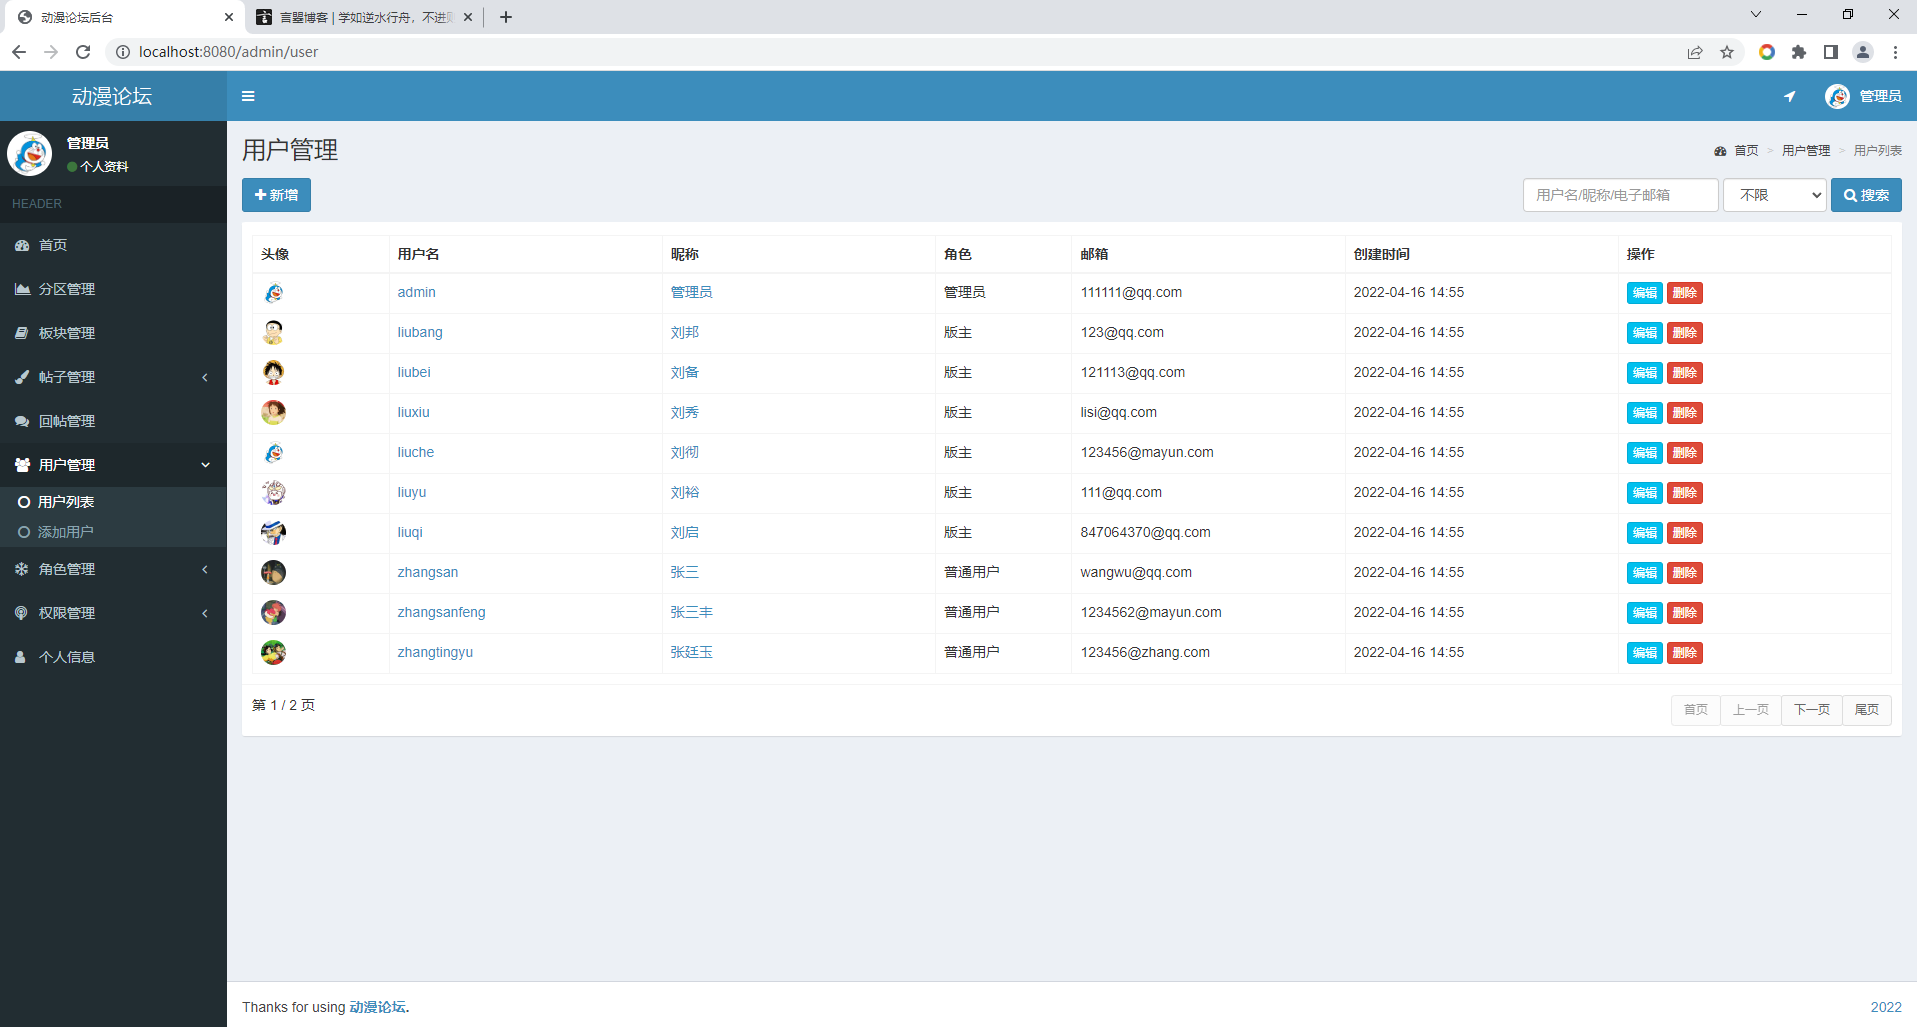 动漫论坛后台
言曌博客 | 学如逆水行舟，不进则
localhost:8080/admin/user
动漫论坛
管理员
管理员
个人资料
HEADER
首页
分区管理
板块管理
帖子管理
回帖管理
用户管理
用户列表
添加用户
角色管理
权限管理
个人信息
用户管理
首页 > 用户管理 > 用户列表
新增
用户名/昵称/电子邮箱 不限 搜索
头像 用户名 昵称 角色 邮箱 创建时间 操作
admin 管理员 管理员 111111@qq.com 2022-04-16 14:55 编辑 删除
liubang 刘邦 版主 123@qq.com 2022-04-16 14:55 编辑 删除
liubei 刘备 版主 121113@qq.com 2022-04-16 14:55 编辑 删除
liuxiu 刘秀 版主 lisi@qq.com 2022-04-16 14:55 编辑 删除
liuche 刘彻 版主 123456@mayun.com 2022-04-16 14:55 编辑 删除
liuyu 刘裕 版主 111@qq.com 2022-04-16 14:55 编辑 删除
liuqi 刘启 版主 847064370@qq.com 2022-04-16 14:55 编辑 删除
zhangsan 张三 普通用户 wangwu@qq.com 2022-04-16 14:55 编辑 删除
zhangsanfeng 张三丰 普通用户 1234562@mayun.com 2022-04-16 14:55 编辑 删除
zhangtingyu 张廷玉 普通用户 123456@zhang.com 2022-04-16 14:55 编辑 删除
第 1 / 2 页
首页 上一页 下一页 尾页
Thanks for using 动漫论坛.
2022